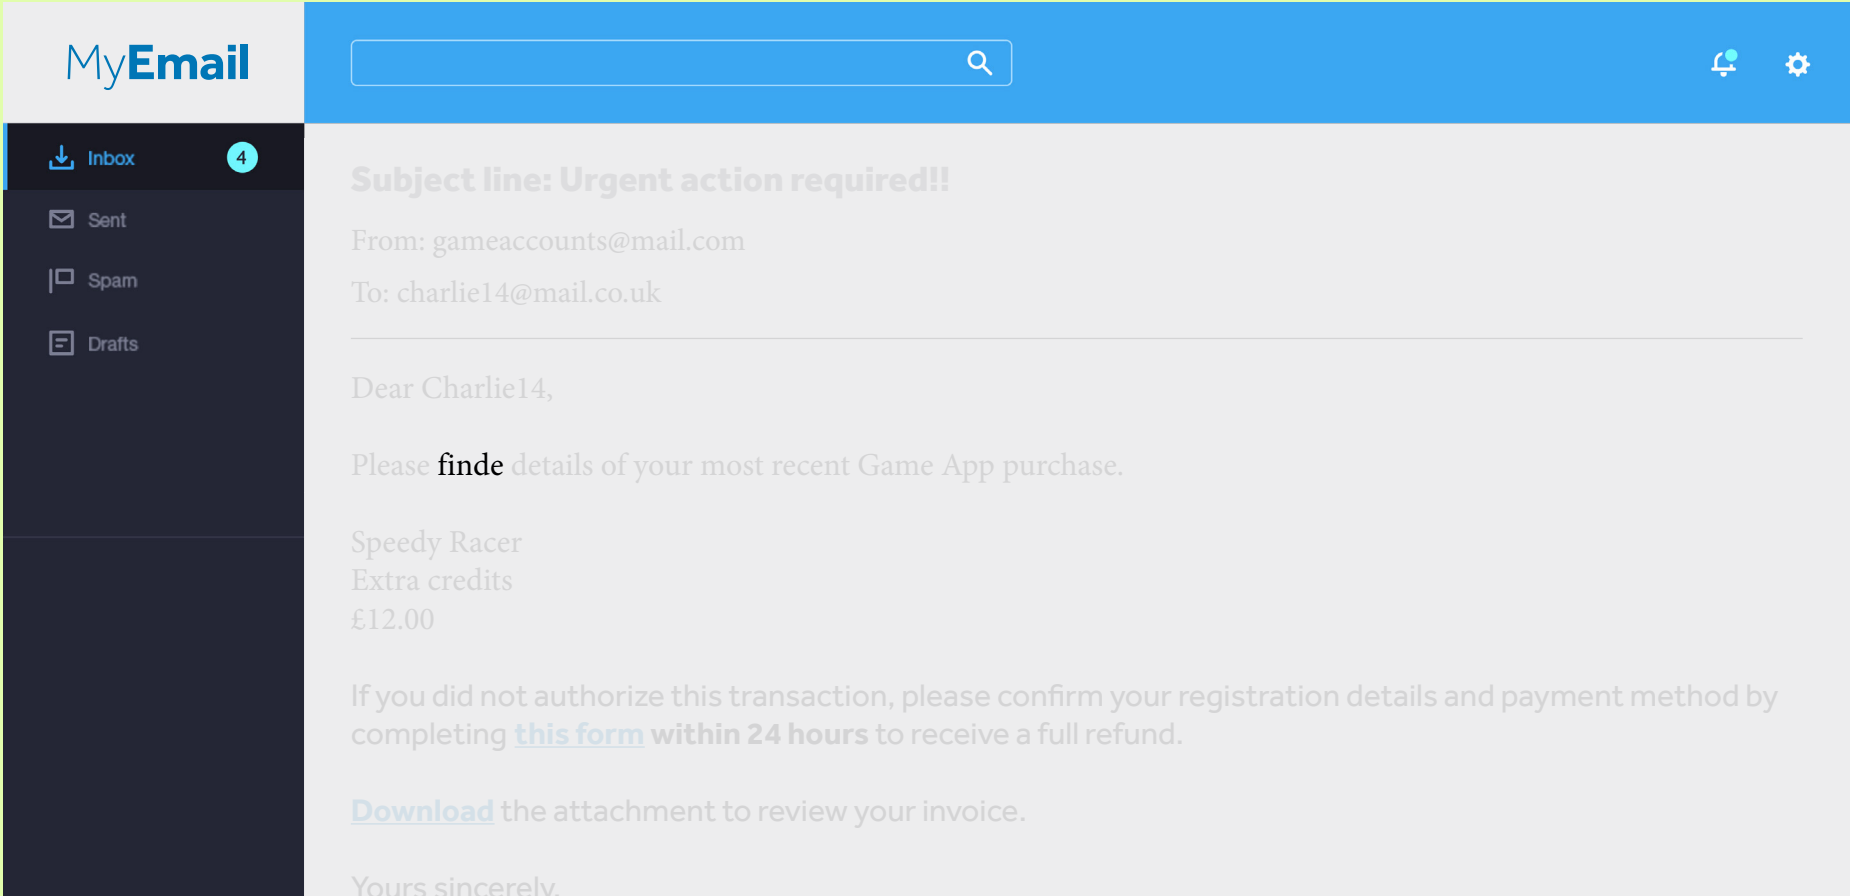 MyEmail
Inbox 4
Sent
Spam
Drafts
Subject line: Urgent action required!!
From: gameaccounts@mail.com
To: charlie14@mail.co.uk
Dear Charlie14,
Please finde details of your most recent Game App purchase.
Speedy Racer
Extra credits
£12.00
If you did not authorize this transaction, please confirm your registration details and payment method by
completing this form within 24 hours to receive a full refund.
Download the attachment to review your invoice.
Yours sincerely,